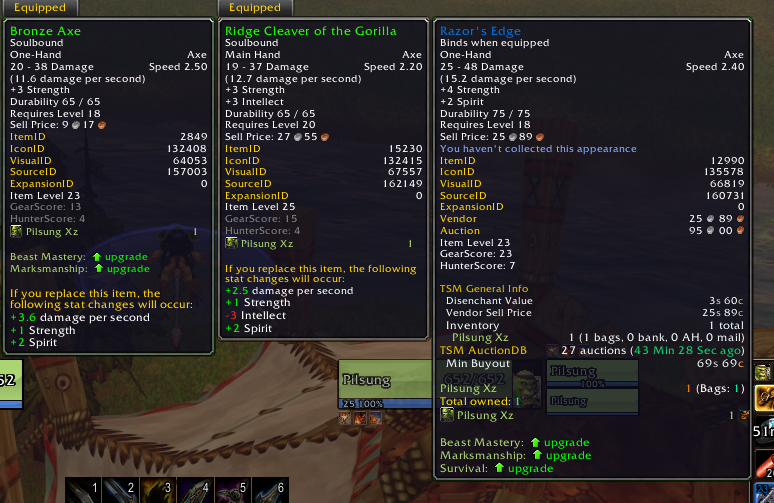 Equipped
Bronze Axe
Soulbound
One-Hand Axe
20 - 38 Damage Speed 2.50
(11.6 damage per second)
+3 Strength
Durability 65 / 65
Requires Level 18
Sell Price: 9 17
ItemID 2849
IconID 132408
VisualID 64053
SourceID 157003
ExpansionID 0
Item Level 23
GearScore: 13
HunterScore: 4
Pilsung Xz 1
Beast Mastery: upgrade
Marksmanship: upgrade
If you replace this item, the
following stat changes will occur:
+3.6 damage per second
+1 Strength
+2 Spirit
Equipped
Ridge Cleaver of the Gorilla
Soulbound
Main Hand Axe
19 - 37 Damage Speed 2.20
(12.7 damage per second)
+3 Strength
+3 Intellect
Durability 65 / 65
Requires Level 20
Sell Price: 27 55
ItemID 15230
IconID 132415
VisualID 67557
SourceID 162149
ExpansionID 0
Item Level 25
GearScore: 15
HunterScore: 4
Pilsung Xz 1
If you replace this item, the following
stat changes will occur:
+2.5 damage per second
+1 Strength
-3 Intellect
+2 Spirit
Razor's Edge
Binds when equipped
One-Hand Axe
25 - 48 Damage Speed 2.40
(15.2 damage per second)
+4 Strength
+2 Spirit
Durability 75 / 75
Requires Level 18
Sell Price: 25 89
You haven't collected this appearance
ItemID 12990
IconID 135578
VisualID 66819
SourceID 160731
ExpansionID 0
Vendor 25 89
Auction 95 00
Item Level 23
GearScore: 23
HunterScore: 7
TSM General Info
Disenchant Value 3s 60c
Vendor Sell Price 25s 89c
Inventory 1 total
Pilsung Xz 1 (1 bags, 0 bank, 0 AH, 0 mail)
TSM AuctionDB 27 auctions (43 Min 28 Sec ago)
Min Buyout 69s 69c
Pilsung Xz 1 (Bags: 1)
Total owned: 1
Pilsung Xz 1
Beast Mastery: upgrade
Marksmanship: upgrade
Survival: upgrade
Pilsung
25 100%
Pilsung
100%
Pilsung
652/652
1 2 3 4 5 6